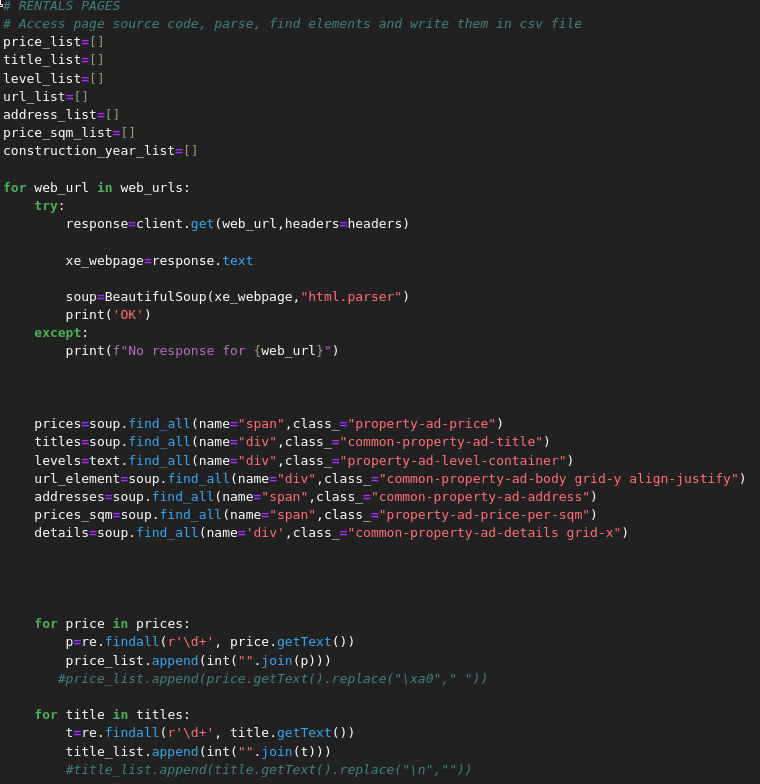 # RENTALS PAGES
# Access page source code, parse, find elements and write them in csv file
price_list=[]
title_list=[]
level_list=[]
url_list=[]
address_list=[]
price_sqm_list=[]
construction_year_list=[]
for web_url in web_urls:
    try:
        response=client.get(web_url,headers=headers)
        xe_webpage=response.text
        soup=BeautifulSoup(xe_webpage,"html.parser")
        print('OK')
    except:
        print(f"No response for {web_url}")
    prices=soup.find_all(name="span",class_="property-ad-price")
    titles=soup.find_all(name="div",class_="common-property-ad-title")
    levels=text.find_all(name="div",class_="property-ad-level-container")
    url_element=soup.find_all(name="div",class_="common-property-ad-body grid-y align-justify")
    addresses=soup.find_all(name="span",class_="common-property-ad-address")
    prices_sqm=soup.find_all(name="span",class_="property-ad-price-per-sqm")
    details=soup.find_all(name='div',class_="common-property-ad-details grid-x")
    for price in prices:
        p=re.findall(r'\d+', price.getText())
        price_list.append(int("".join(p)))
       #price_list.append(price.getText().replace("\xa0"," "))
    for title in titles:
        t=re.findall(r'\d+', title.getText())
        title_list.append(int("".join(t)))
        #title_list.append(title.getText().replace("\n",""))